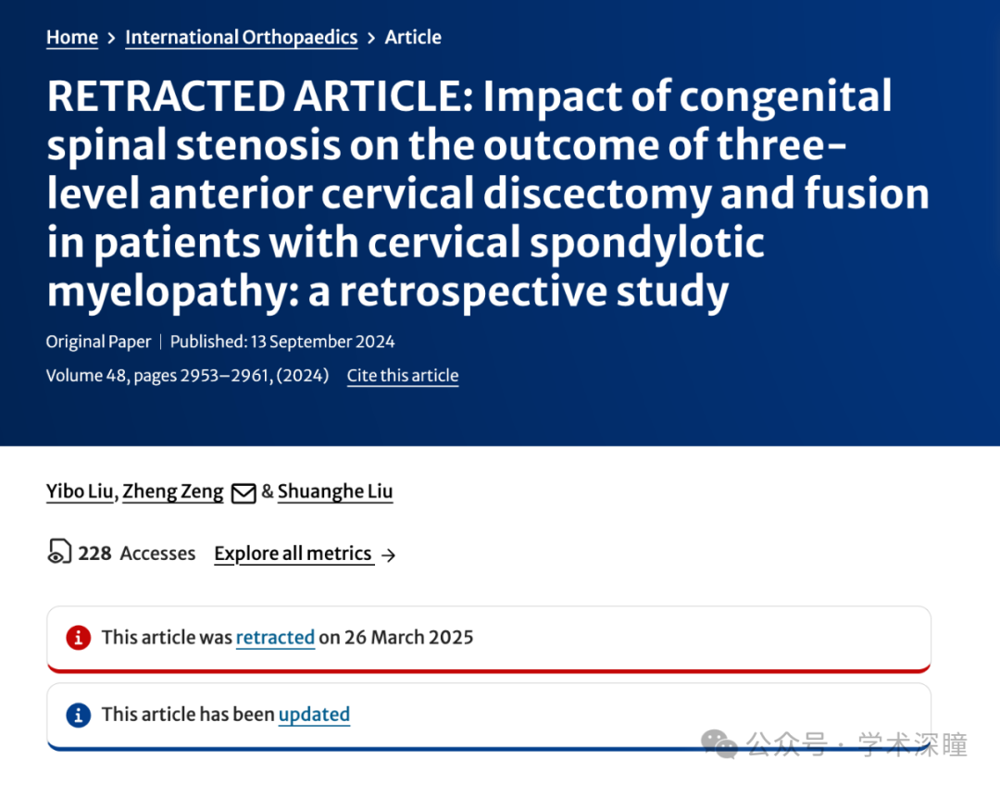 Home > International Orthopaedics > Article
RETRACTED ARTICLE: Impact of congenital
spinal stenosis on the outcome of three-
level anterior cervical discectomy and fusion
in patients with cervical spondylotic
myelopathy: a retrospective study
Original Paper | Published: 13 September 2024
Volume 48, pages 2953–2961, (2024) Cite this article
Yibo Liu, Zheng Zeng & Shuanghe Liu
228 Accesses Explore all metrics →
This article was retracted on 26 March 2025
This article has been updated
公众号 · 学术深瞳